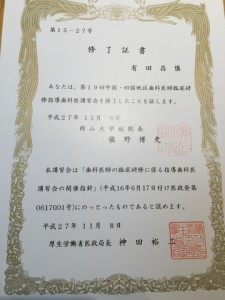 第15-27号
修了証書
有田昌慎
あなたは、第19回中国・四国地区歯科医師臨床研
修指導歯科医講習会を修了したことを証します。
平成27年11月8日
岡山大学病院長
槇野博史
本講習会は「歯科医師の臨床研修に係る指導歯科医
講習会の開催指針」(平成16年6月17日付け医政発第
0617001号)にのっとったものであると認めます。
平成27年11月8日
厚生労働省医政局長 神田裕二